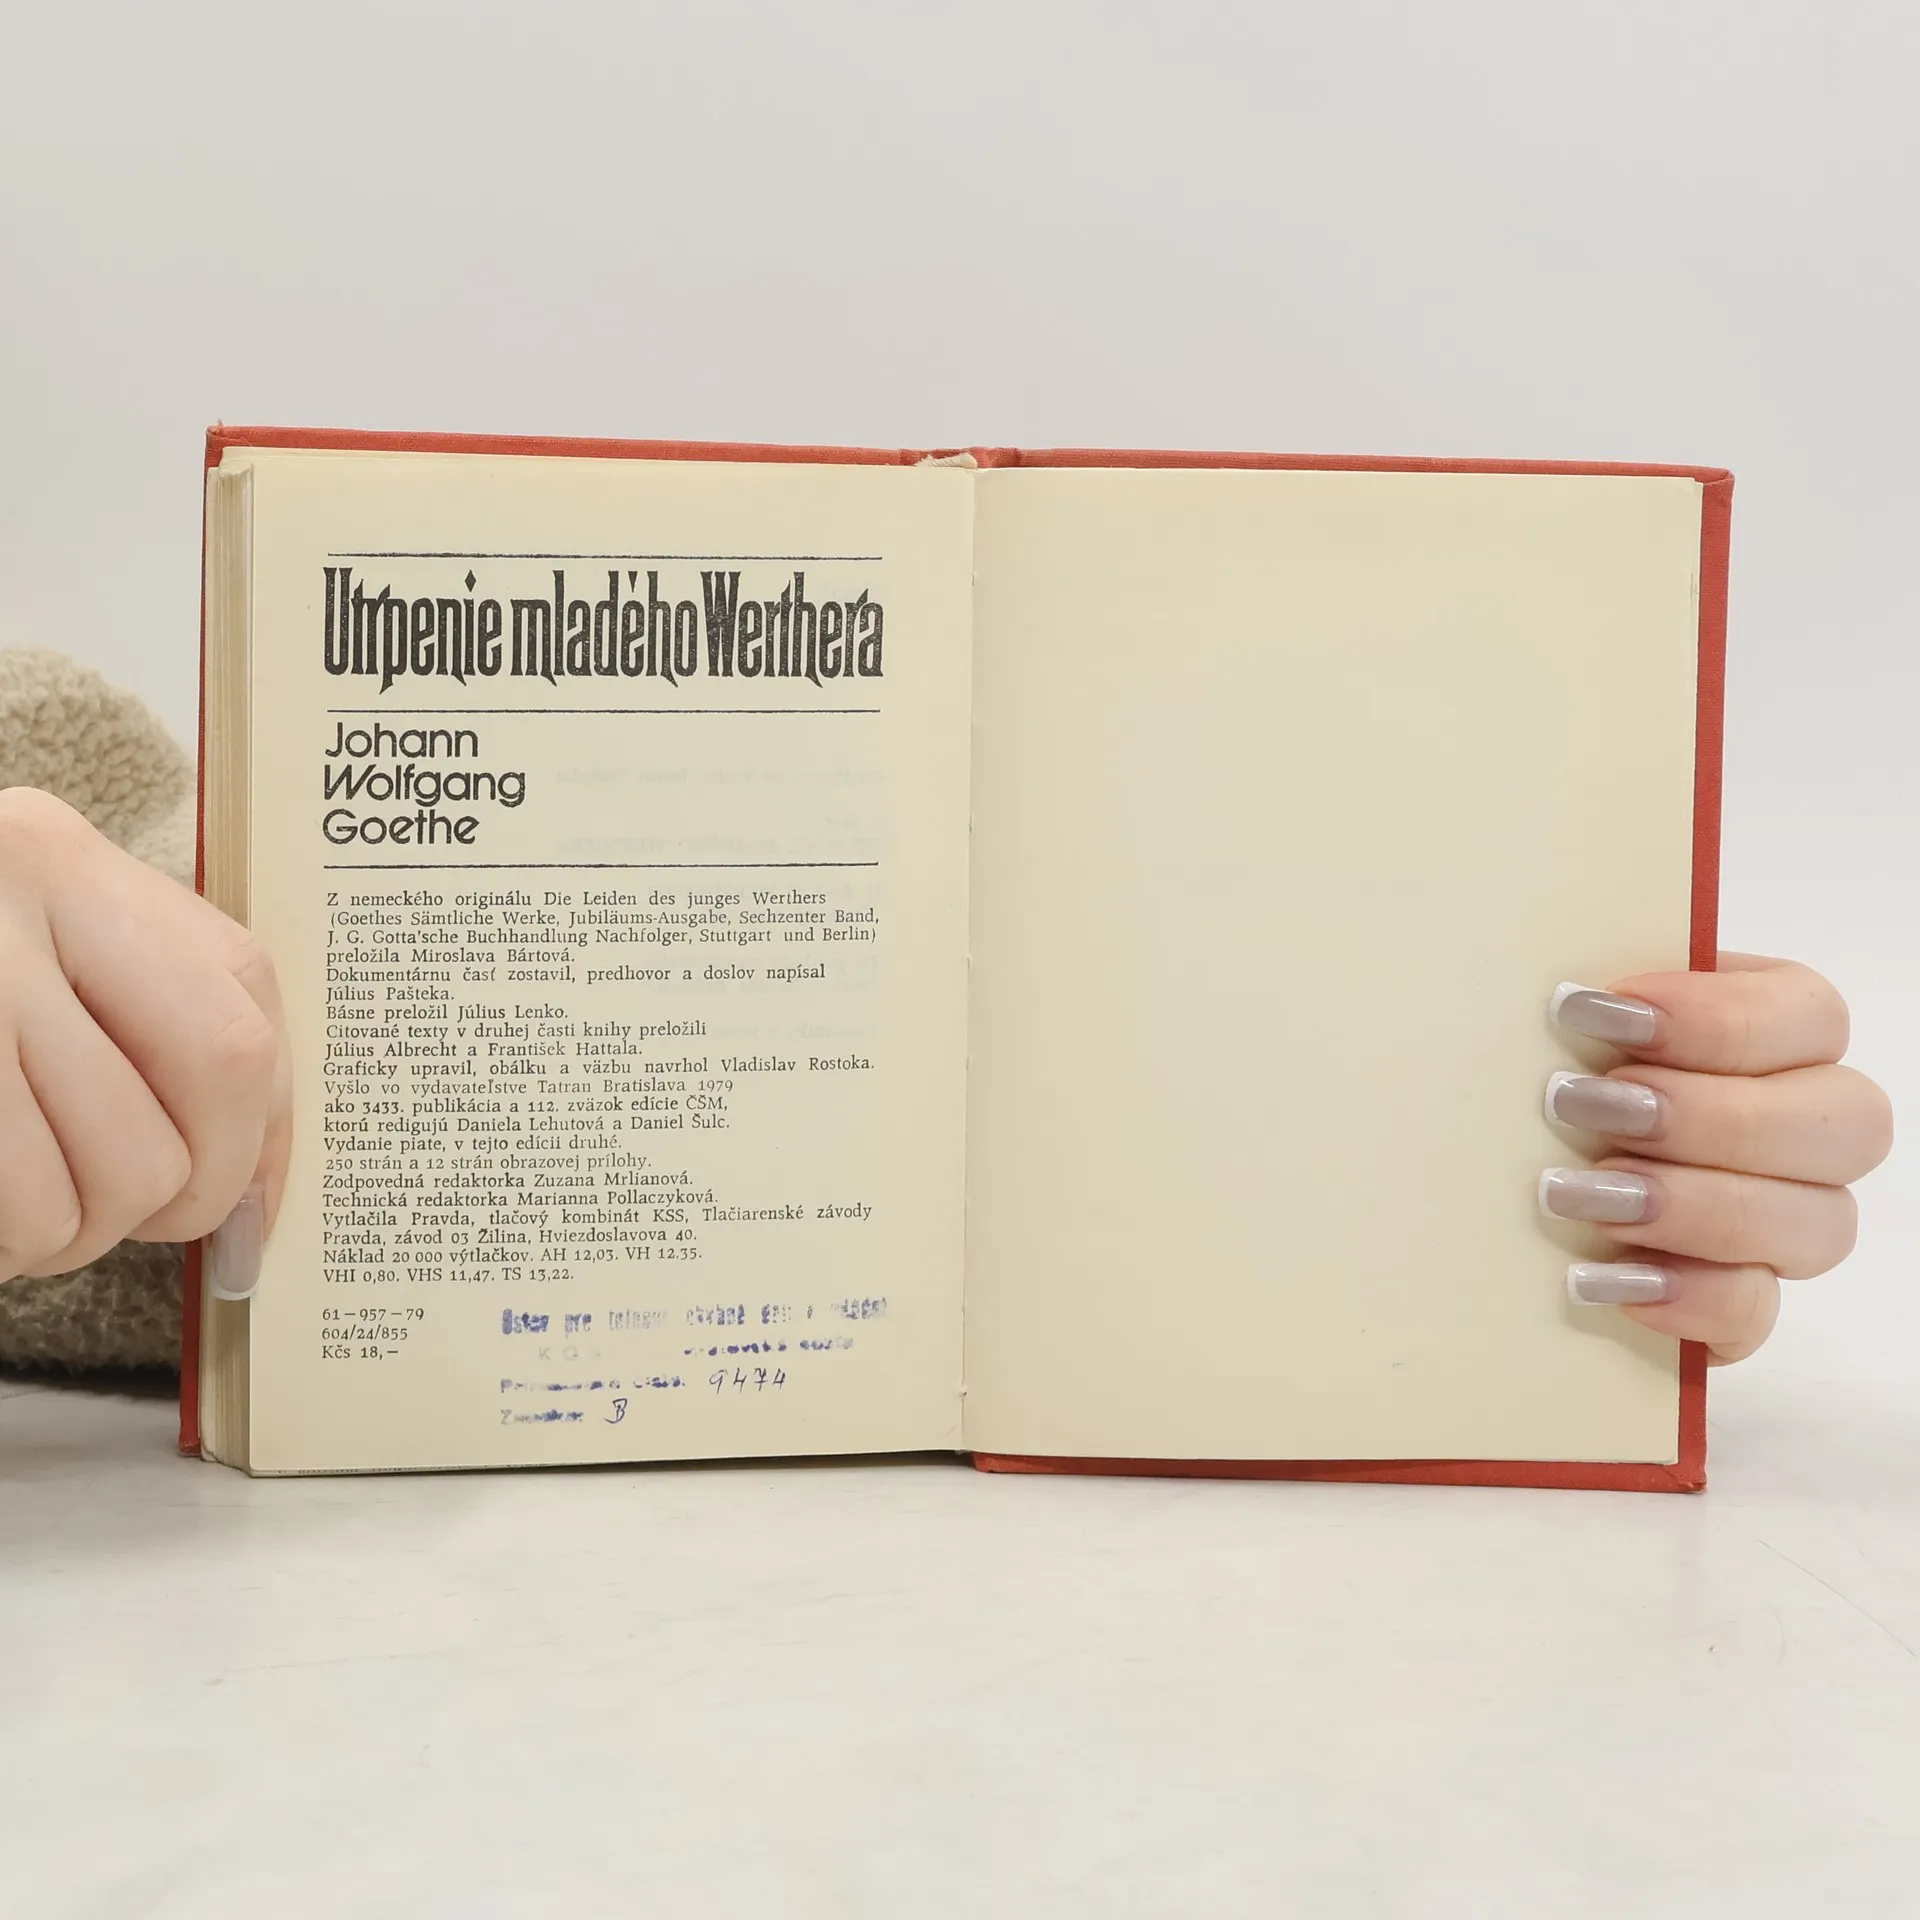 Utrpenie mladého Werthera
Johann
Wolfgang
Goethe
Z nemeckého originálu Die Leiden des junges Werthers
(Goethes Sämtliche Werke, Jubiläums-Ausgabe, Sechzenter Band,
J. G. Gotta'sche Buchhandlung Nachfolger, Stuttgart und Berlin)
preložila Miroslava Bártová.
Dokumentárnu časť zostavil, predhovor a doslov napísal
Július Pašteka.
Básne preložil Július Lenko.
Citované texty v druhej časti knihy preložili
Július Albrecht a František Hattala.
Graficky upravil, obálku a väzbu navrhol Vladislav Rostoka.
Vyšlo vo vydavateľstve Tatran Bratislava 1979
ako 3433. publikácia a 112. zväzok edície ČŠM,
ktorú redigujú Daniela Lehutová a Daniel Šulc.
Vydanie piate, v tejto edícii druhé.
250 strán a 12 strán obrazovej prílohy.
Zodpovedná redaktorka Zuzana Mrlianová.
Technická redaktorka Marianna Pollaczyková.
Vytlačila Pravda, tlačový kombinát KSS, Tlačiarenské závody
Pravda, závod 03 Žilina, Hviezdoslavova 40.
Náklad 20 000 výtlačkov. AH 12,03. VH 12.35.
VHI 0,80. VHS 11,47. TS 13,22.
61—957—79
604/24/855
Kčs 18,—
pre
9474
B